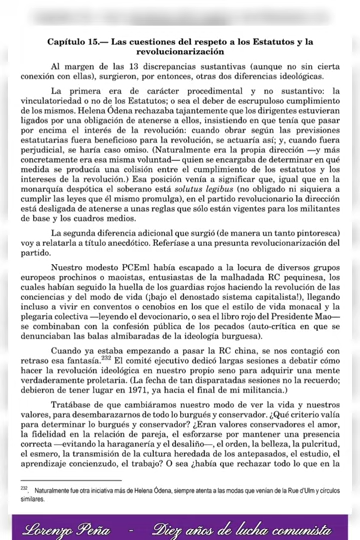 Capítulo 15.— Las cuestiones del respeto a los Estatutos y la
revolucionarización
Al margen de las 13 discrepancias sustantivas (aunque no sin cierta
conexión con ellas), surgieron, por entonces, otras dos diferencias ideológicas.
La primera era de carácter procedimental y no sustantivo: la
vinculatoriedad o no de los Estatutos; o sea el deber de escrupuloso cumplimiento
de los mismos. Helena Ódena rechazaba tajantemente que los dirigentes estuvieran
ligados por una obligación de atenerse a ellos, insistiendo en que tenía que pasar
por encima el interés de la revolución: cuando obrar según las previsiones
estatutarias fuera beneficioso para la revolución, se actuaría así; y, cuando fuera
perjudicial, se haría caso omiso. (Naturalmente era la propia dirección —y más
concretamente era esa misma voluntad— quien se encargaba de determinar en qué
medida se producía una colisión entre el cumplimiento de los estatutos y los
intereses de la revolución.) Esa posición venía a significar que, igual que en la
monarquía despótica el soberano está solutus legibus (no obligado ni siquiera a
cumplir las leyes que él mismo promulga), en el partido revolucionario la dirección
está desligada de atenerse a unas reglas que sólo están vigentes para los militantes
de base y los cuadros medios.
La segunda diferencia adicional que surgió (de manera un tanto pintoresca)
voy a relatarla a título anecdótico. Referíase a una presunta revolucionarización del
partido.
Nuestro modesto PCEml había escapado a la locura de diversos grupos
europeos prochinos o maoístas, entusiastas de la malhadada RC pequinesa, los
cuales habían seguido la huella de los guardias rojos haciendo la revolución de las
conciencias y del modo de vida (¡bajo el denostado sistema capitalista!), llegando
incluso a vivir en conventos o cenobios en los que el estilo de vida monacal y la
plegaria colectiva —leyendo el devocionario, o sea el libro rojo del Presidente Mao—
se combinaban con la confesión pública de los pecados (auto-crítica en que se
denunciaban las balas almibaradas de la ideología burguesa).
Cuando ya estaba empezando a pasar la RC china, se nos contagió con
retraso esa fantasía.232 El comité ejecutivo dedicó largas sesiones a debatir cómo
hacer la revolución ideológica en nuestro propio seno para adquirir una mente
verdaderamente proletaria. (La fecha de tan disparatadas sesiones no la recuerdo;
debieron de tener lugar en 1971, ya hacia el final de mi militancia.)
Tratábase de que cambiáramos nuestro modo de ver la vida y nuestros
valores, para desembarazarnos de todo lo burgués y conservador. ¿Qué criterio valía
para determinar lo burgués y conservador? ¿Eran valores conservadores el amor,
la fidelidad en la relación de pareja, el esforzarse por mantener una presencia
correcta —evitando la haraganería y el desaliño—, el orden, la belleza, la pulcritud,
el esmero, la transmisión de la cultura heredada de los antepasados, el estudio, el
aprendizaje concienzudo, el trabajo? O sea ¿había que rechazar todo lo que en la
232. Naturalmente fue otra iniciativa más de Helena Ódena, siempre atenta a las modas que venían de la Rue d'Ulm y círculos
similares.
Lorenzo Peña - Diez años de lucha comunista